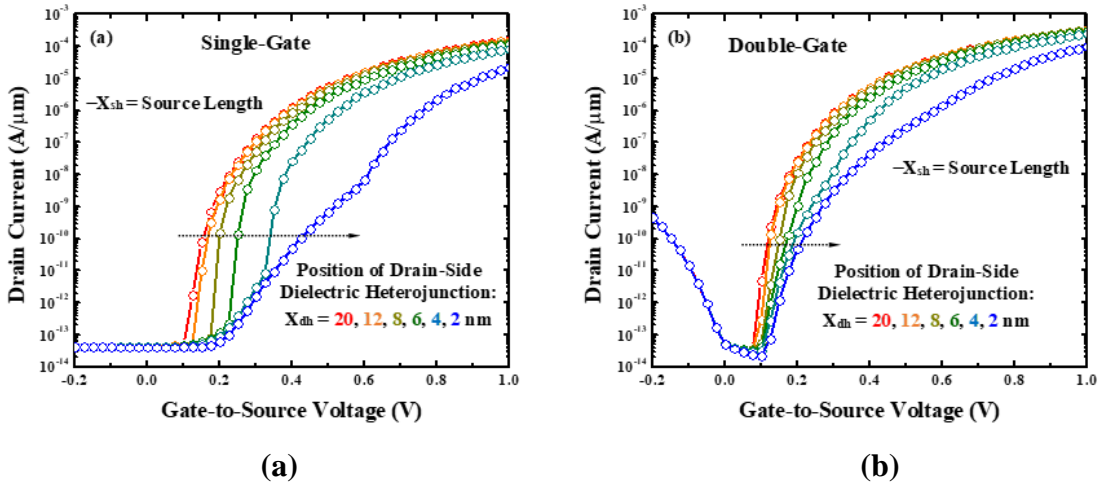 (a)
Single-Gate
−Xsh = Source Length
Position of Drain-Side
Dielectric Heterojunction:
Xdh = 20, 12, 8, 6, 4, 2 nm
Drain Current (A/μm)
10⁻³
10⁻⁴
10⁻⁵
10⁻⁶
10⁻⁷
10⁻⁸
10⁻⁹
10⁻¹⁰
10⁻¹¹
10⁻¹²
10⁻¹³
10⁻¹⁴
-0.2 0.0 0.2 0.4 0.6 0.8 1.0
Gate-to-Source Voltage (V)
(a)
(b)
Double-Gate
−Xsh = Source Length
Position of Drain-Side
Dielectric Heterojunction:
Xdh = 20, 12, 8, 6, 4, 2 nm
Drain Current (A/μm)
10⁻³
10⁻⁴
10⁻⁵
10⁻⁶
10⁻⁷
10⁻⁸
10⁻⁹
10⁻¹⁰
10⁻¹¹
10⁻¹²
10⁻¹³
10⁻¹⁴
-0.2 0.0 0.2 0.4 0.6 0.8 1.0
Gate-to-Source Voltage (V)
(b)